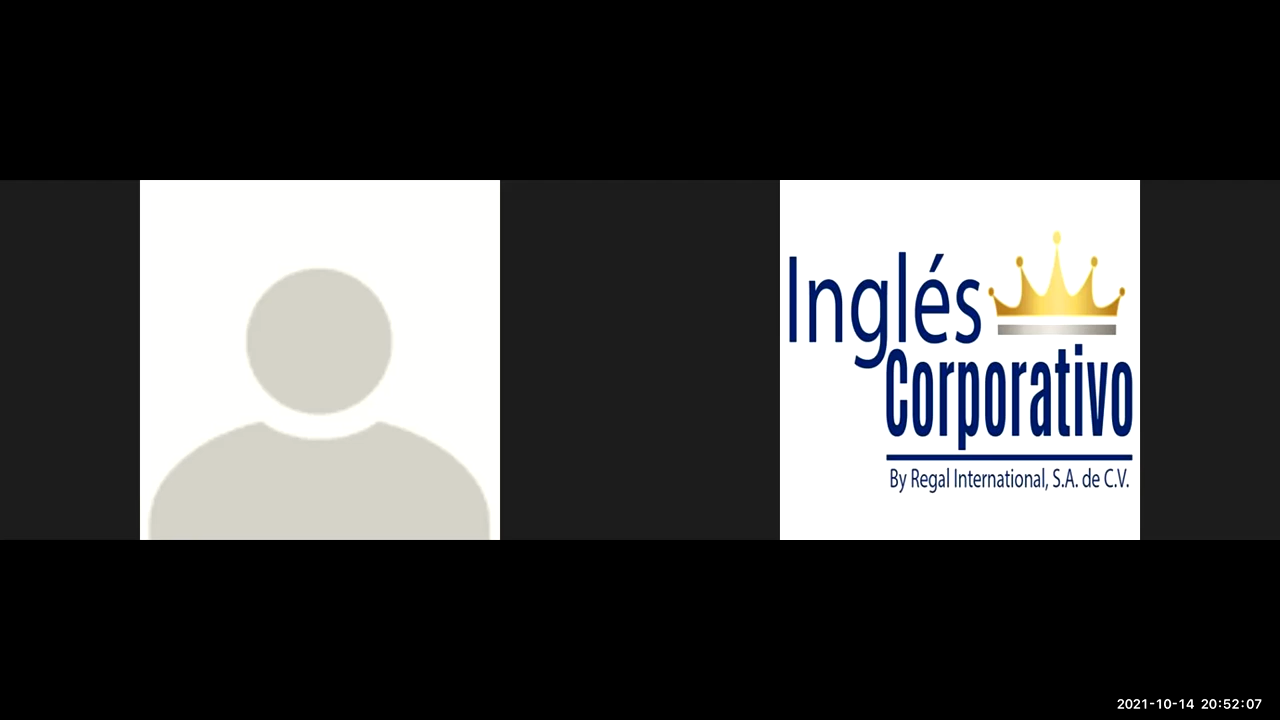 Inglés
Corporativo
By Regal International, S.A. de C.V.
2021-10-14 20:52:07